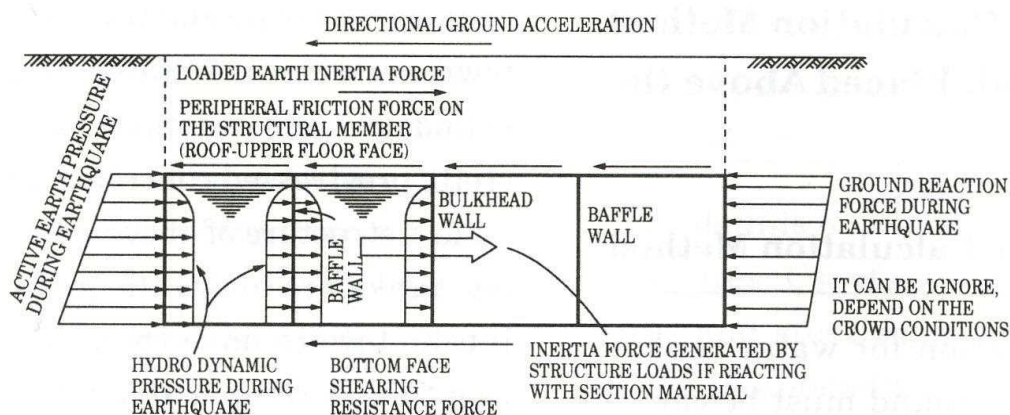 DIRECTIONAL GROUND ACCELERATION
LOADED EARTH INERTIA FORCE
PERIPHERAL FRICTION FORCE ON
THE STRUCTURAL MEMBER
(ROOF-UPPER FLOOR FACE)
ACTIVE EARTH PRESSURE
DURING EARTHQUAKE
BAFFLE
WALL
BULKHEAD
WALL
BAFFLE
WALL
GROUND REACTION
FORCE DURING
EARTHQUAKE
IT CAN BE IGNORE,
DEPEND ON THE
CROWD CONDITIONS
HYDRO DYNAMIC
PRESSURE DURING
EARTHQUAKE
BOTTOM FACE
SHEARING
RESISTANCE FORCE
INERTIA FORCE GENERATED BY
STRUCTURE LOADS IF REACTING
WITH SECTION MATERIAL